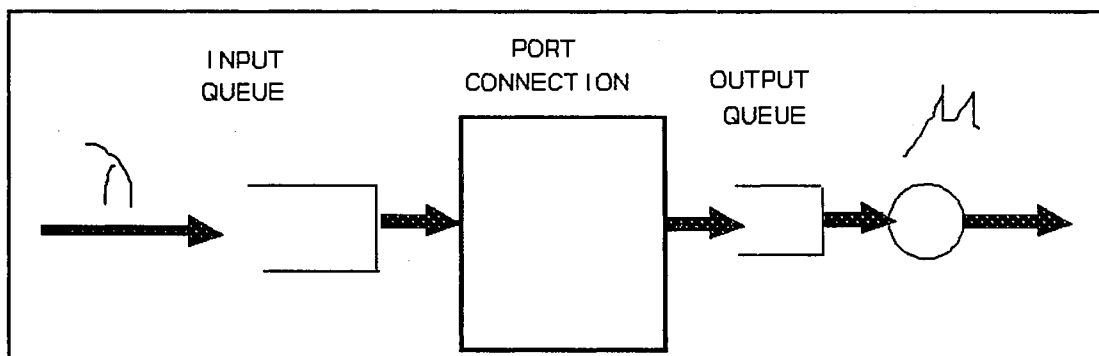 INPUT
QUEUE
PORT
CONNECTION
OUTPUT
QUEUE
λ
μ